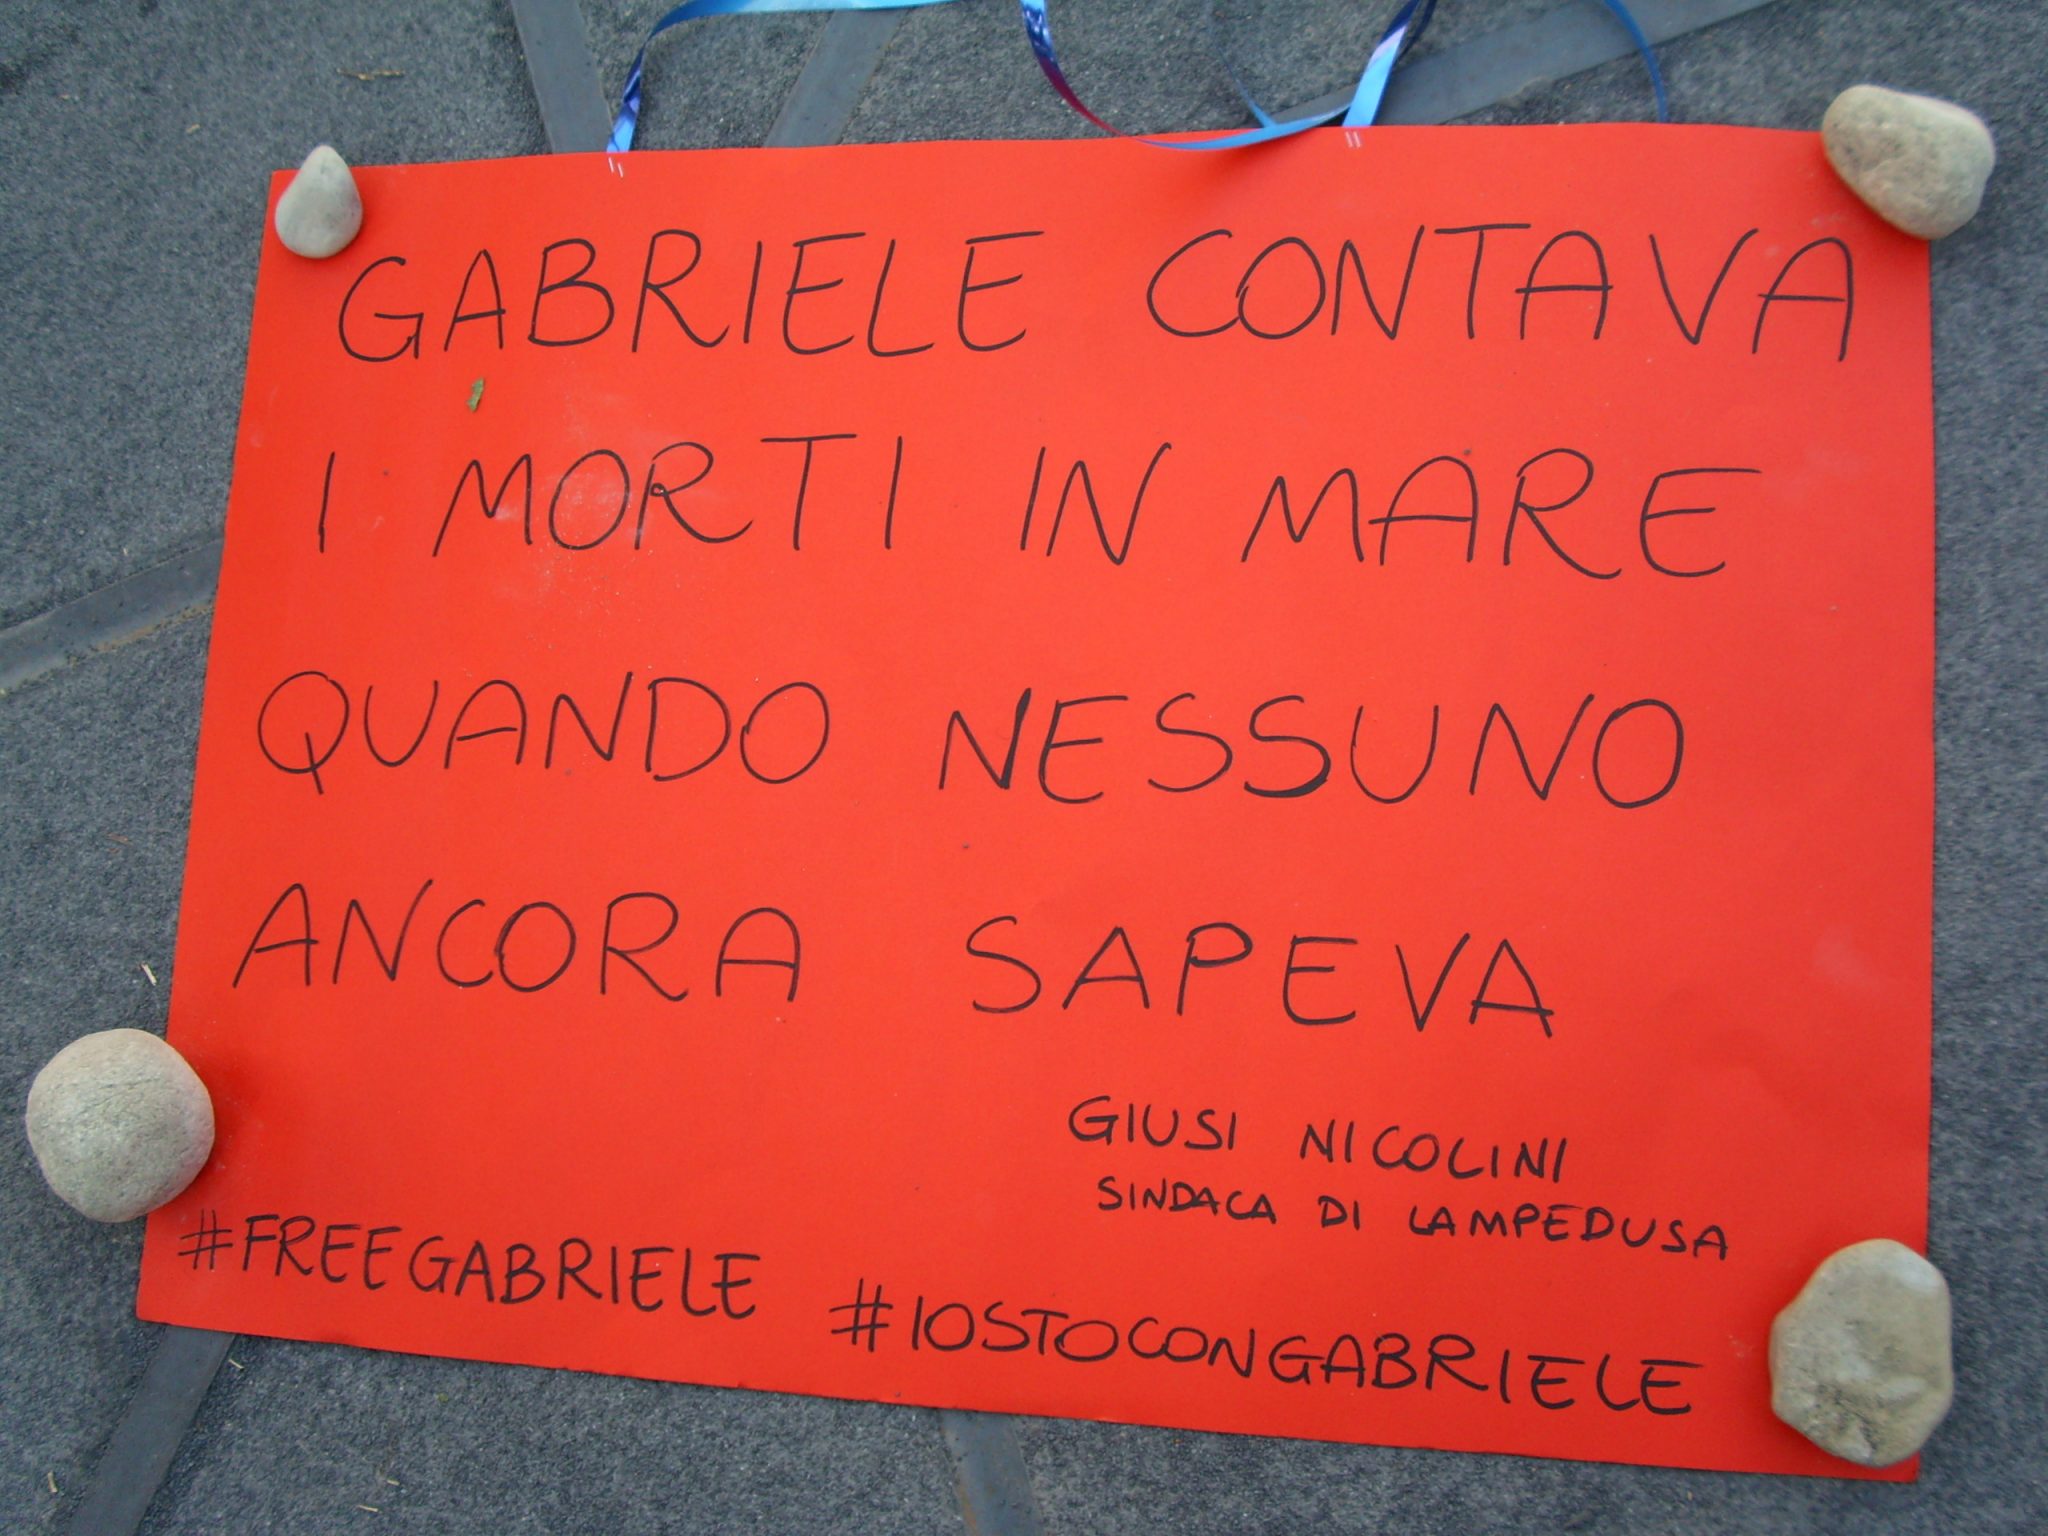 GABRIELE CONTAVA
I MORTI IN MARE
QUANDO NESSUNO
ANCORA SAPEVA
GIUSI NICOLINI
SINDACA DI LAMPEDUSA
#FREEGABRIELE
#IOSTOCONGABRIELE